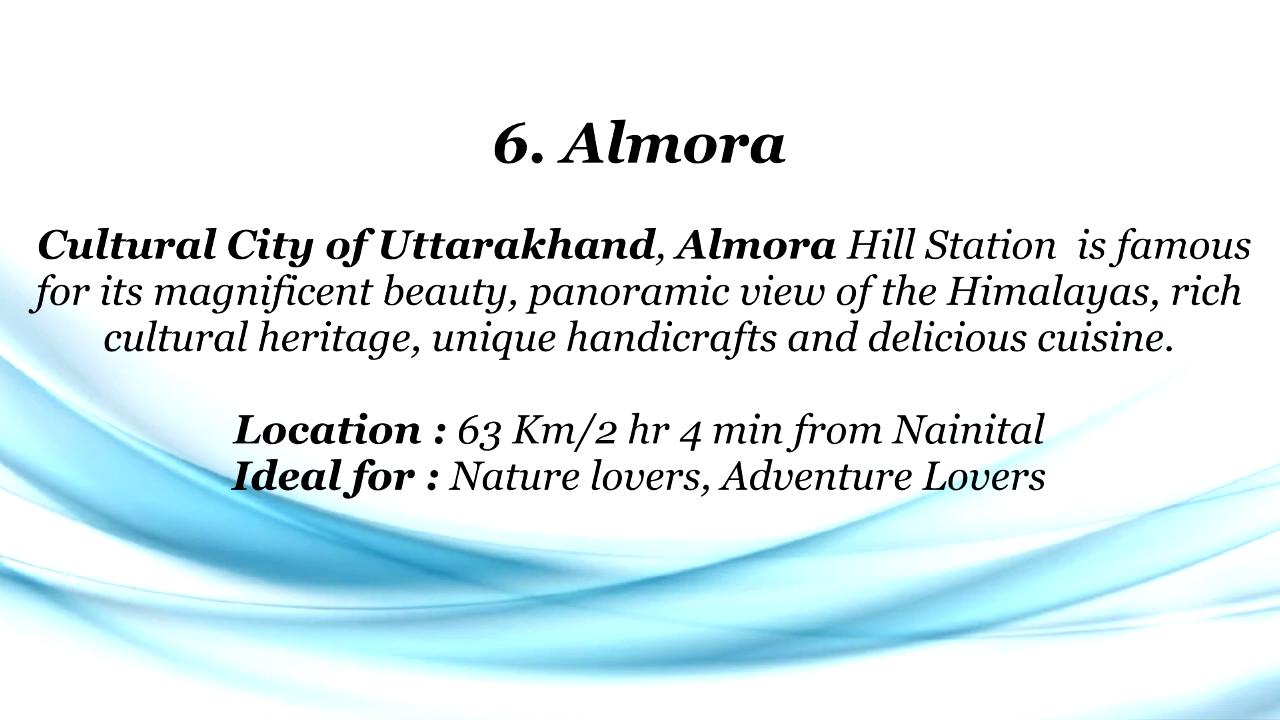 6. Almora
Cultural City of Uttarakhand, Almora Hill Station  is famous
for its magnificent beauty, panoramic view of the Himalayas, rich
cultural heritage, unique handicrafts and delicious cuisine.
Location : 63 Km/2 hr 4 min from Nainital
Ideal for : Nature lovers, Adventure Lovers